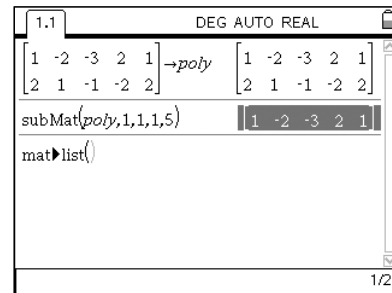 1.1 DEG AUTO REAL
[1 -2 -3 2 1
2 1 -1 -2 2]→poly [1 -2 -3 2 1
2 1 -1 -2 2]
subMat(poly,1,1,1,5) [1 -2 -3 2 1]
mat▶list()
1/2